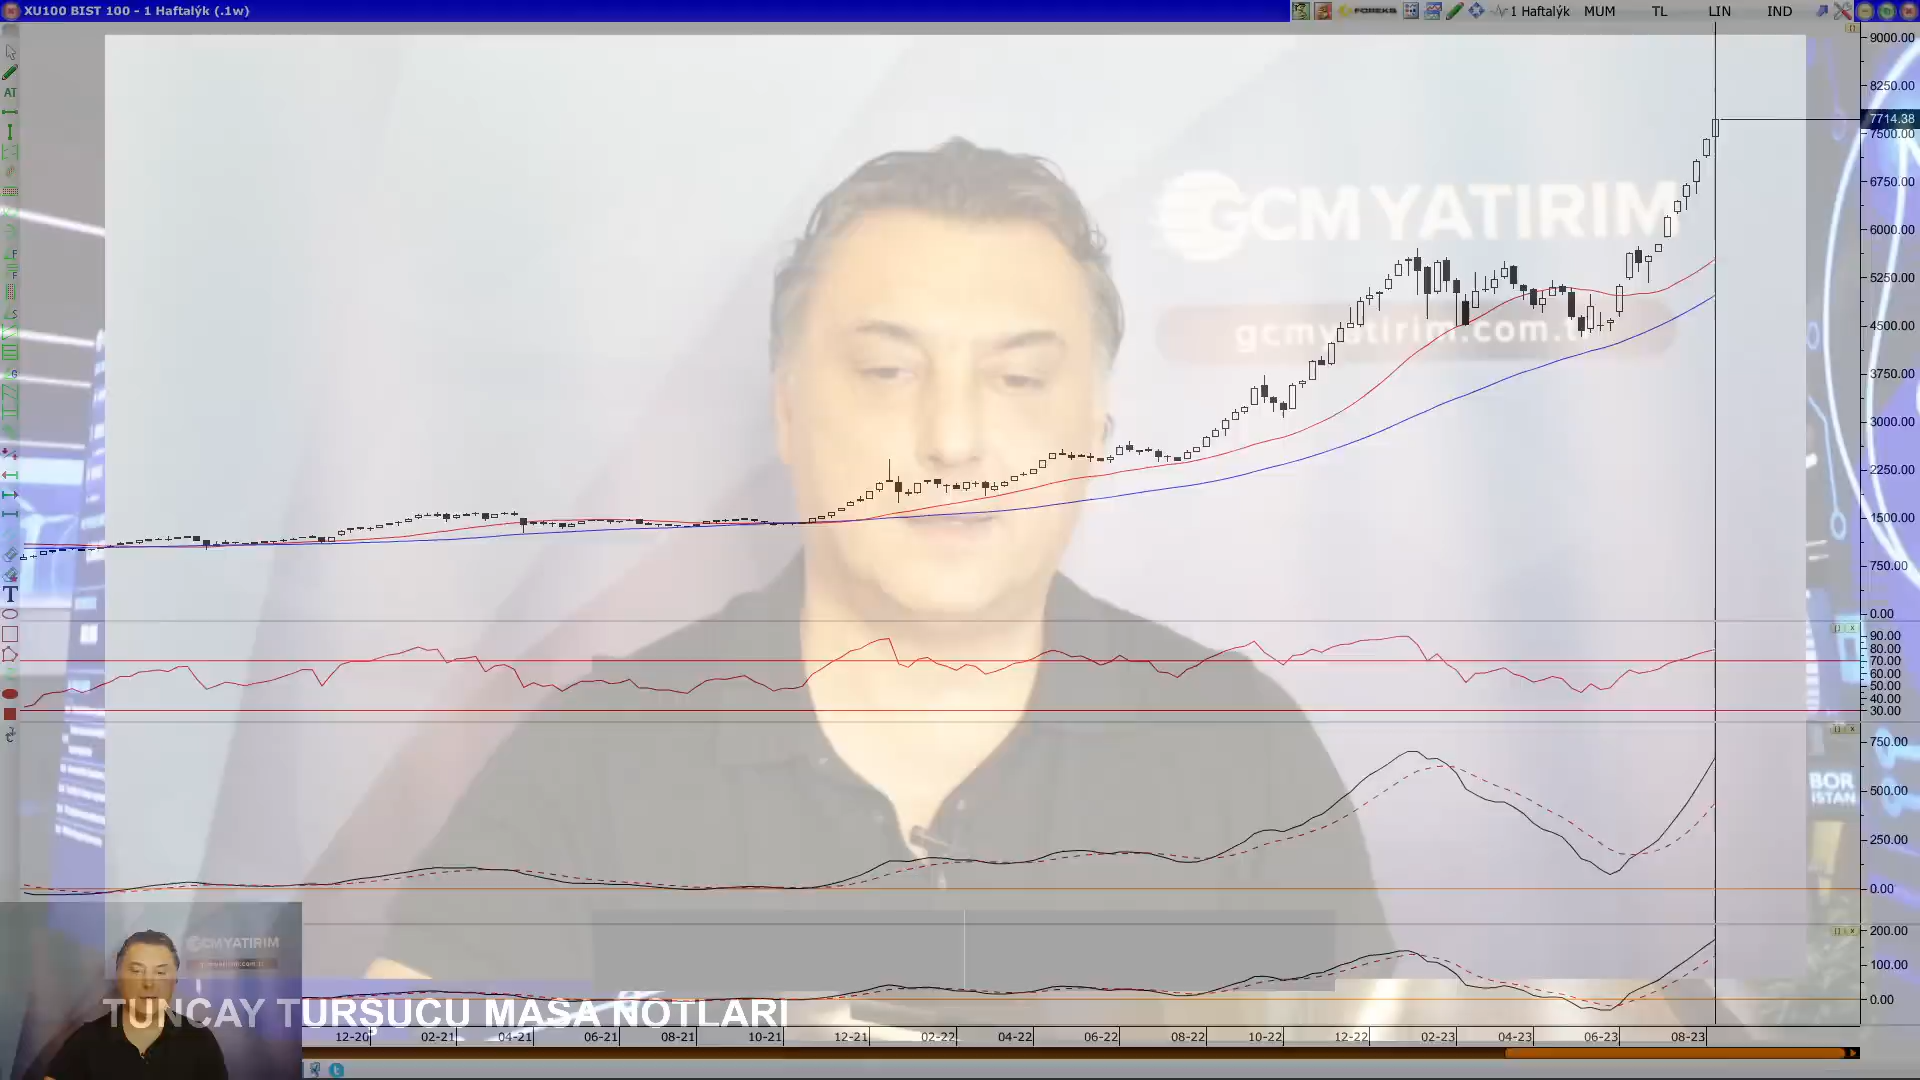 XU100 BIST 100 - 1 Haftalýk (.1w)
FOREKS
1 Haftalýk MUM TL LIN IND
9000.00
8250.00
7714.38
7500.00
6750.00
6000.00
5250.00
4500.00
3750.00
3000.00
2250.00
1500.00
750.00
0.00
AT
GCM YATIRIM
gcmyatirim.com.t
T
90.00
80.00
70.00
60.00
50.00
40.00
30.00
750.00
500.00
250.00
0.00
BOR
İSTAN
200.00
100.00
0.00
GCMYATIRIM
TUNCAY TURSUCU MASA NOTLARI
12-20 02-21 04-21 06-21 08-21 10-21 12-21 02-22 04-22 06-22 08-22 10-22 12-22 02-23 04-23 06-23 08-23